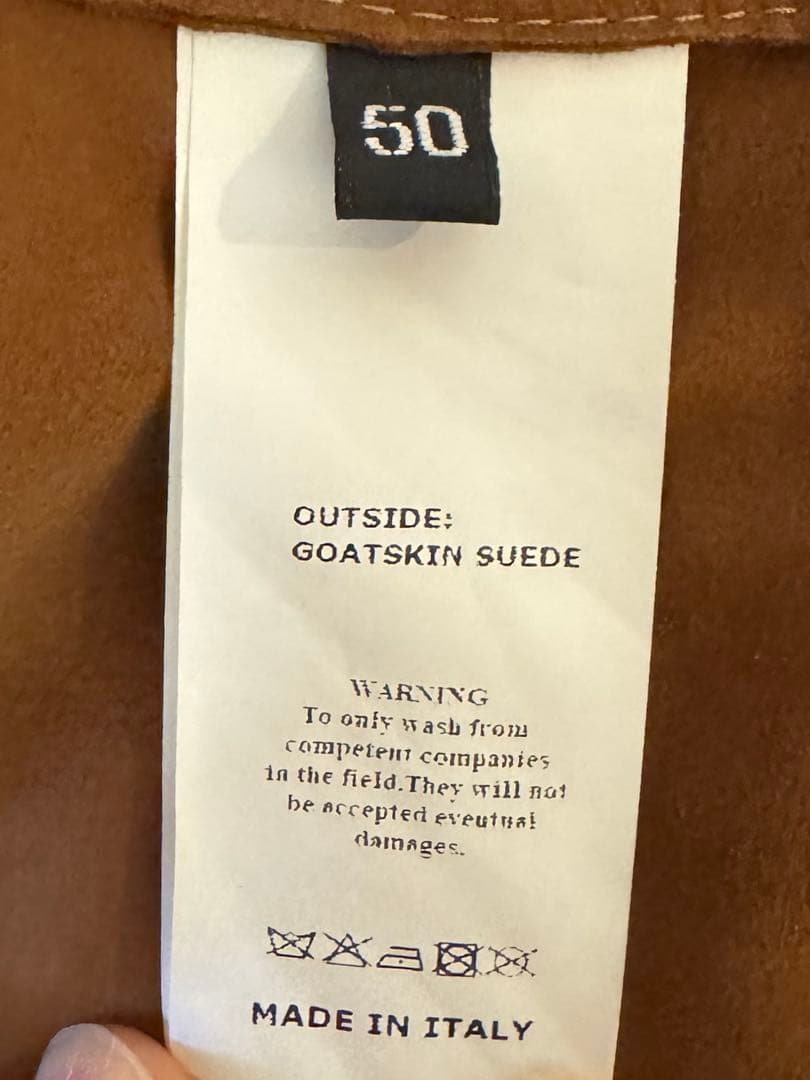 50
OUTSIDE:
GOATSKIN SUEDE
WARNING
To only wash from
competent companies
in the field.They will not
be accepted eventual
damages.
MADE IN ITALY